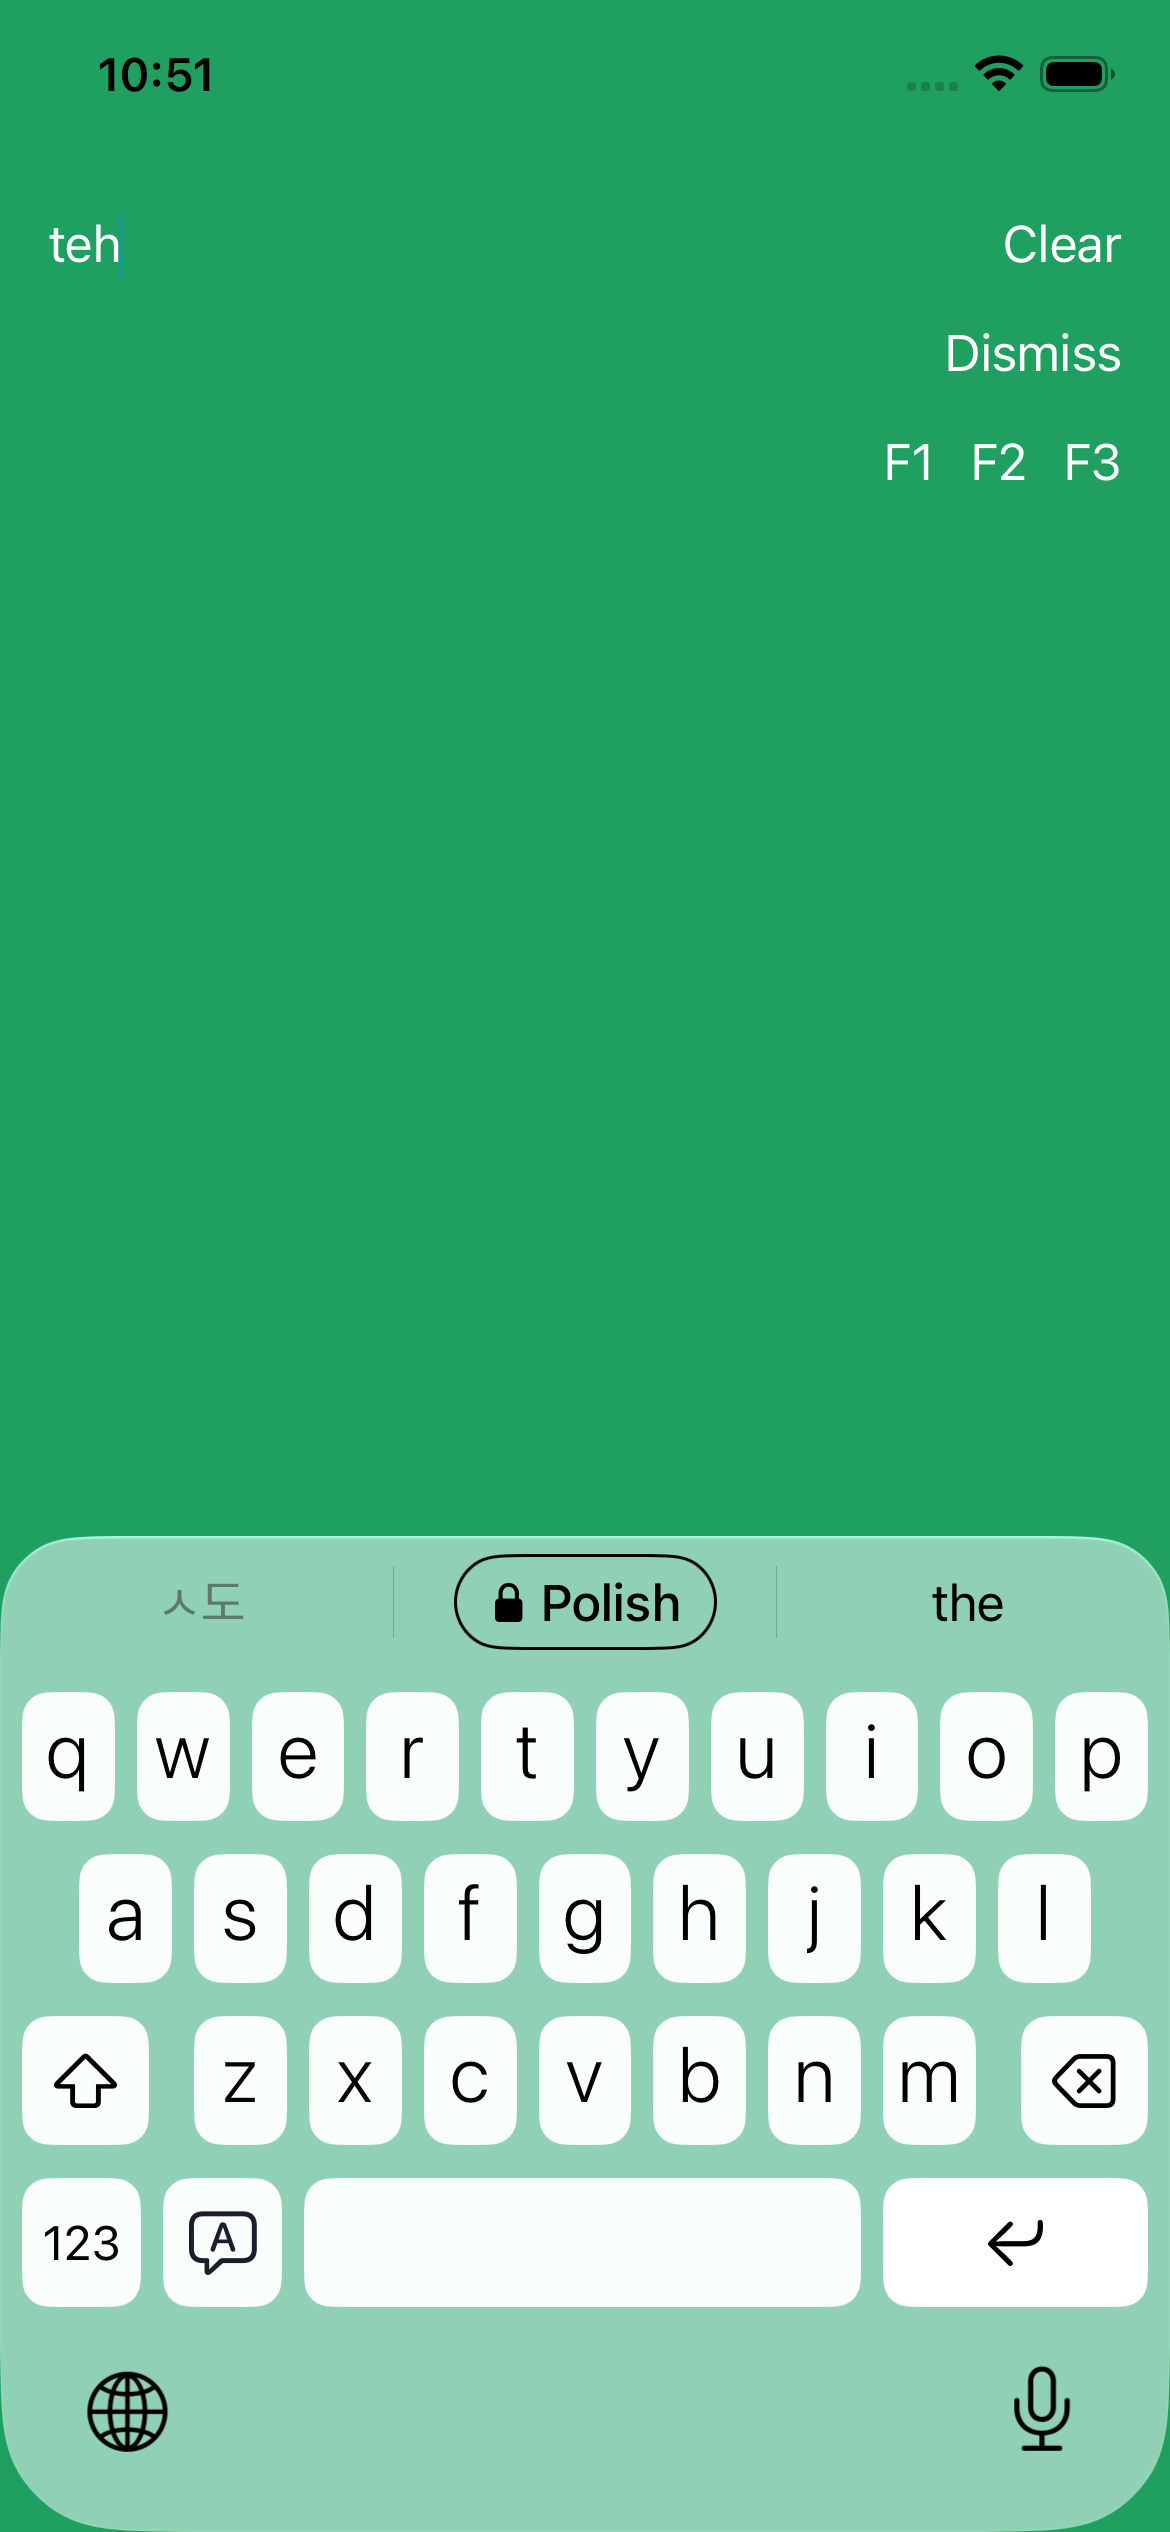 10:51
teh
Clear
Dismiss
F1 F2 F3
ㅅ도
Polish
the
q w e r t y u i o p
a s d f g h j k l
z x c v b n m
123
A